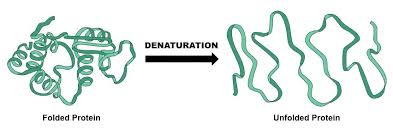 DENATURATION
Folded Protein
Unfolded Protein